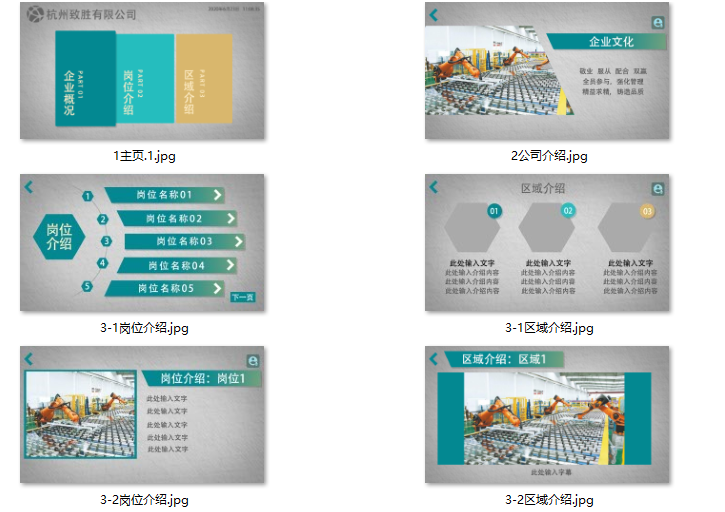 杭州致胜有限公司
PART 01
企业概况
PART 02
岗位介绍
PART 03
区域介绍
1主页.1.jpg
企业文化
敬业 服从 配合 双赢
全员参与，强化管理
精益求精，铸造品质
2公司介绍.jpg
岗位介绍
1
岗位名称01
2
岗位名称02
3
岗位名称03
4
岗位名称04
5
岗位名称05
下一页
3-1岗位介绍.jpg
区域介绍
01
02
03
此处输入文字
此处输入文字
此处输入文字
此处输入介绍内容
此处输入介绍内容
此处输入介绍内容
此处输入介绍内容
此处输入介绍内容
此处输入介绍内容
此处输入介绍内容
此处输入介绍内容
此处输入介绍内容
3-1区域介绍.jpg
岗位介绍：岗位1
此处输入文字
此处输入文字
此处输入文字
此处输入文字
此处输入文字
3-2岗位介绍.jpg
区域介绍：区域1
此处输入字幕
3-2区域介绍.jpg